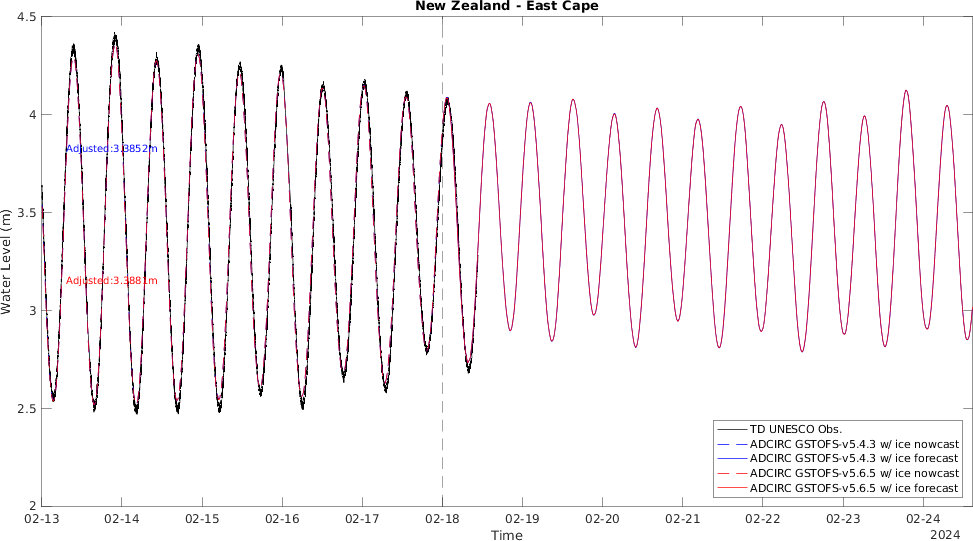 New Zealand - East Cape
4.5
4
3.5
3
2.5
2
Water Level (m)
Adjusted:3.3852m
Adjusted:3.3881m
TD UNESCO Obs.
ADCIRC GSTOFS-v5.4.3 w/ ice nowcast
ADCIRC GSTOFS-v5.4.3 w/ ice forecast
ADCIRC GSTOFS-v5.6.5 w/ ice nowcast
ADCIRC GSTOFS-v5.6.5 w/ ice forecast
02-13 02-14 02-15 02-16 02-17 02-18 02-19 02-20 02-21 02-22 02-23 02-24
Time
2024